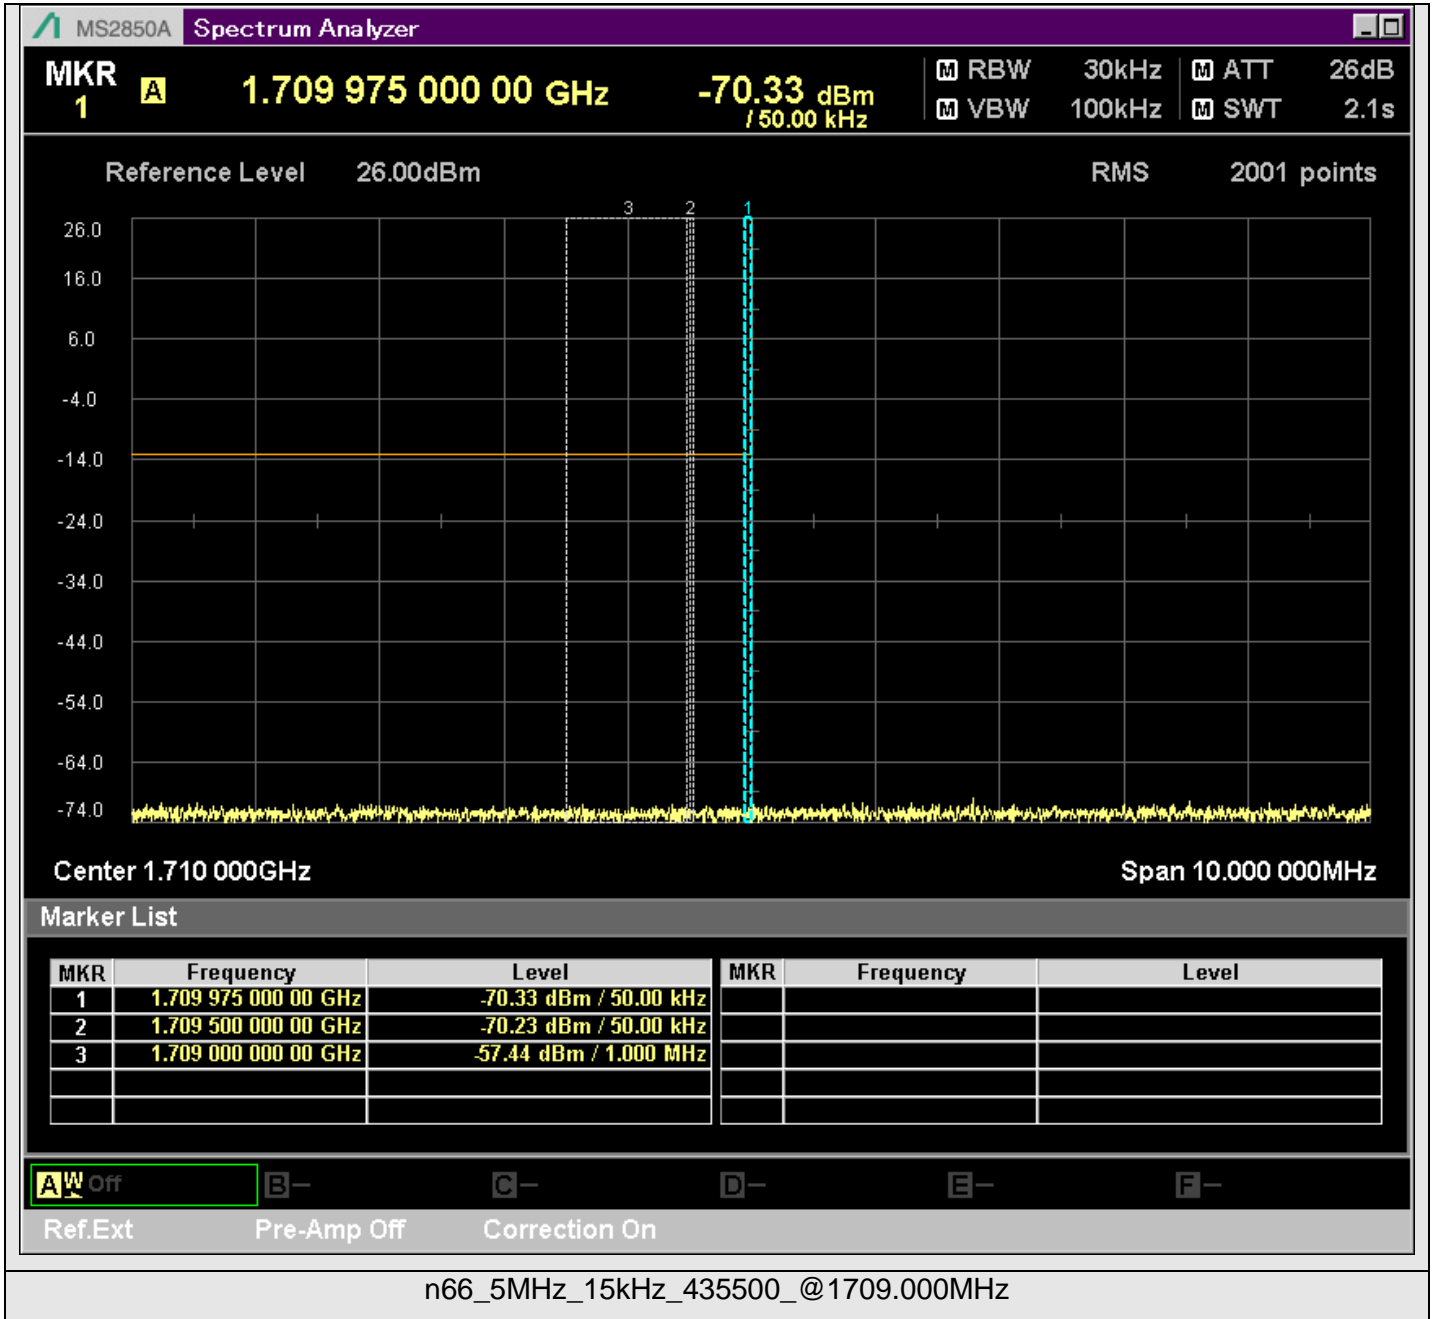 MS2850A Spectrum Analyzer
MKR 1 A 1.709 975 000 00 GHz -70.33 dBm / 50.00 kHz
M RBW 30kHz M ATT 26dB
M VBW 100kHz M SWT 2.1s
Reference Level 26.00dBm RMS 2001 points
3 2 1
26.0
16.0
6.0
-4.0
-14.0
-24.0
-34.0
-44.0
-54.0
-64.0
-74.0
Center 1.710 000GHz Span 10.000 000MHz
Marker List
MKR Frequency Level MKR Frequency Level
1 1.709 975 000 00 GHz -70.33 dBm / 50.00 kHz
2 1.709 500 000 00 GHz -70.23 dBm / 50.00 kHz
3 1.709 000 000 00 GHz -57.44 dBm / 1.000 MHz
A W Off B – C – D – E – F –
Ref.Ext Pre-Amp Off Correction On
n66_5MHz_15kHz_435500_@1709.000MHz